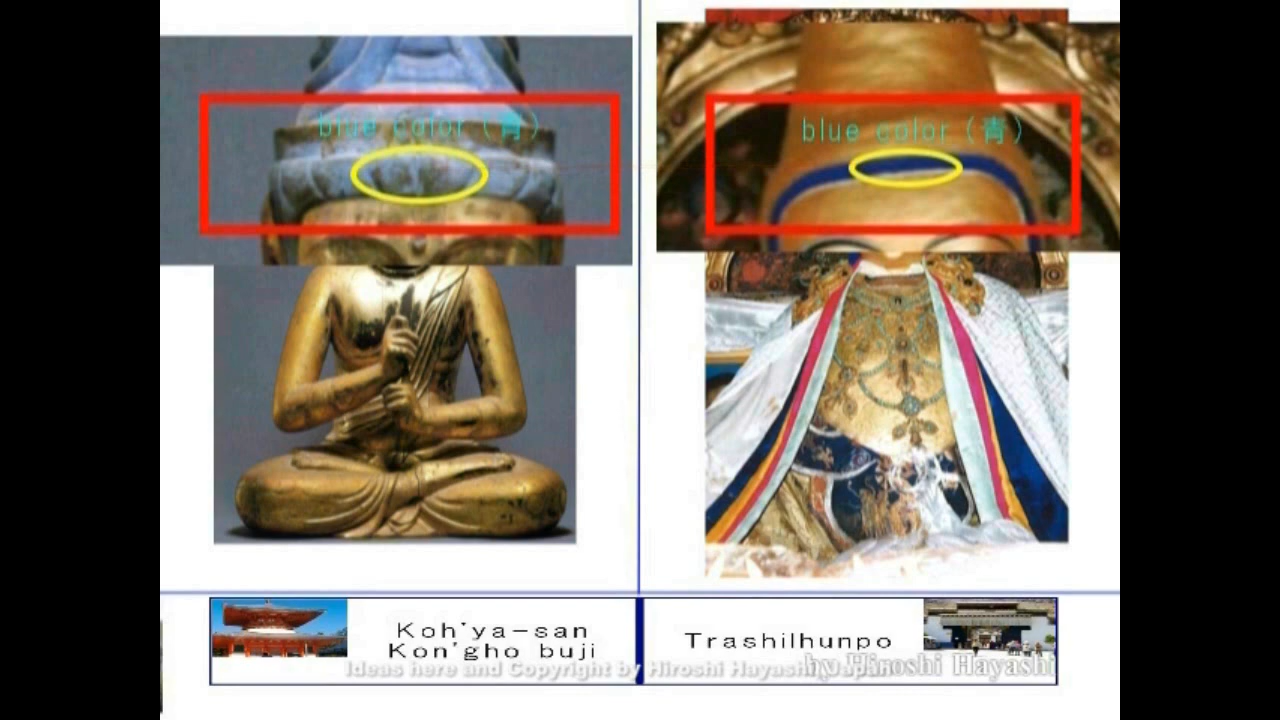 blue color (青)
blue color (青)
Koh'ya-san
Kon'gho buji
Trashilhunpo
Ideas here and Copyright by Hiroshi Hayashi, Japan
by Hiroshi Hayashi